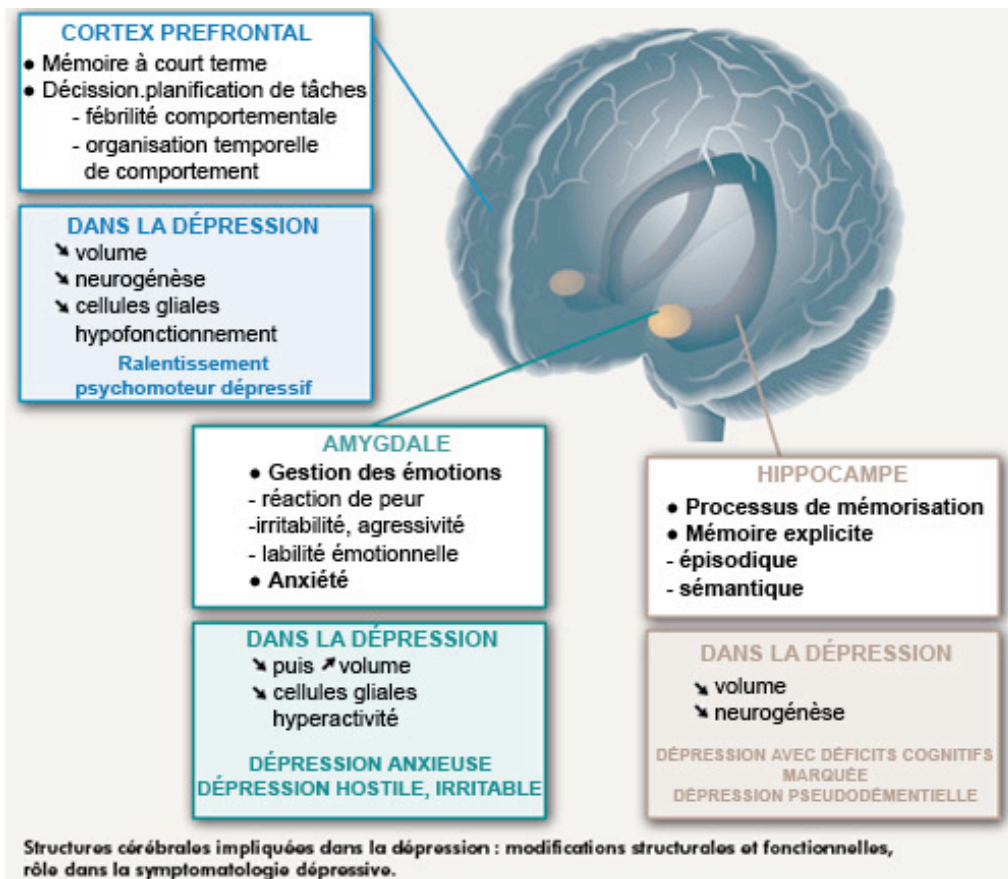 CORTEX PREFRONTAL
● Mémoire à court terme
● Décission.planification de tâches
- fébrilité comportementale
- organisation temporelle
de comportement
DANS LA DÉPRESSION
↘ volume
↘ neurogénèse
↘ cellules gliales
hypofonctionnement
Ralentissement
psychomoteur dépressif
AMYGDALE
● Gestion des émotions
- réaction de peur
-irritabilité, agressivité
- labilité émotionnelle
● Anxiété
DANS LA DÉPRESSION
↘ puis ↗ volume
↘ cellules gliales
hyperactivité
DÉPRESSION ANXIEUSE
DÉPRESSION HOSTILE, IRRITABLE
HIPPOCAMPE
● Processus de mémorisation
● Mémoire explicite
- épisodique
- sémantique
DANS LA DÉPRESSION
↘ volume
↘ neurogénèse
DÉPRESSION AVEC DÉFICITS COGNITIFS
MARQUÉE
DÉPRESSION PSEUDODÉMENTIELLE
Structures cérébrales impliquées dans la dépression : modifications structurales et fonctionnelles,
rôle dans la symptomatologie dépressive.